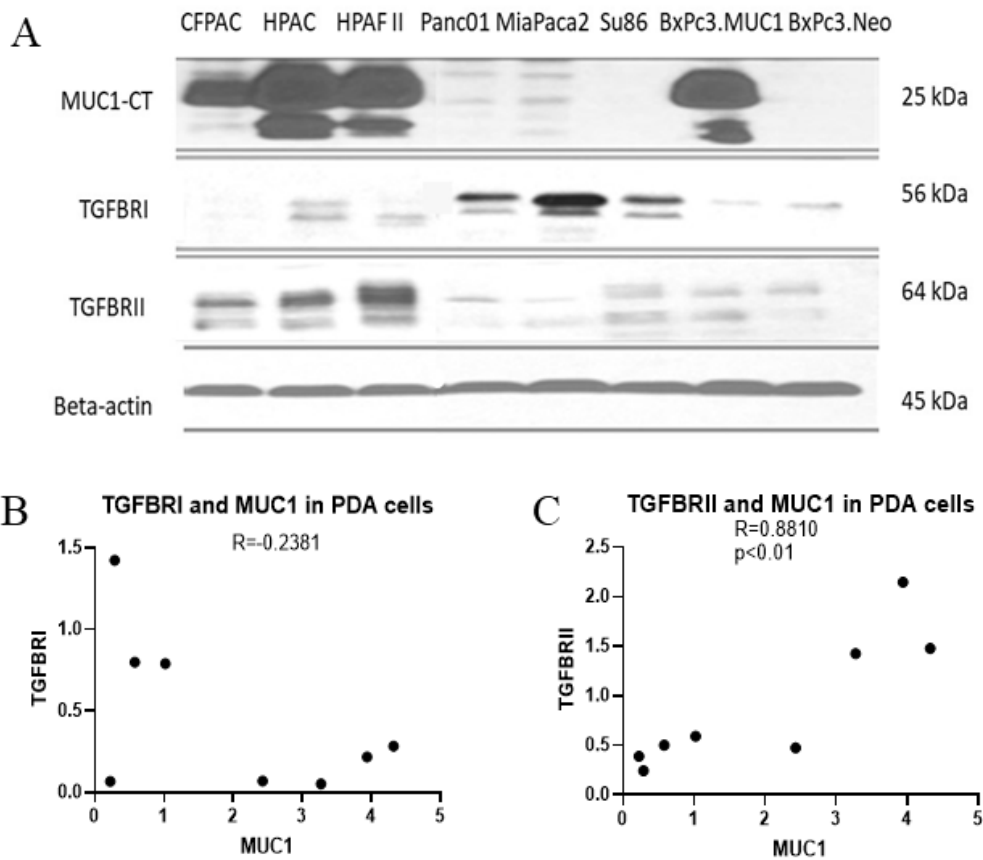 A
CFPAC HPAC HPAF II Panc01 MiaPaca2 Su86 BxPc3.MUC1 BxPc3.Neo
MUC1-CT 25 kDa
TGFBRI 56 kDa
TGFBRII 64 kDa
Beta-actin 45 kDa
B
TGFBRI and MUC1 in PDA cells
R=-0.2381
1.5
1.0
0.5
0.0
TGFBRI
0 1 2 3 4 5
MUC1
C
TGFBRII and MUC1 in PDA cells
R=0.8810
p<0.01
2.5
2.0
1.5
1.0
0.5
0.0
TGFBRII
0 1 2 3 4 5
MUC1